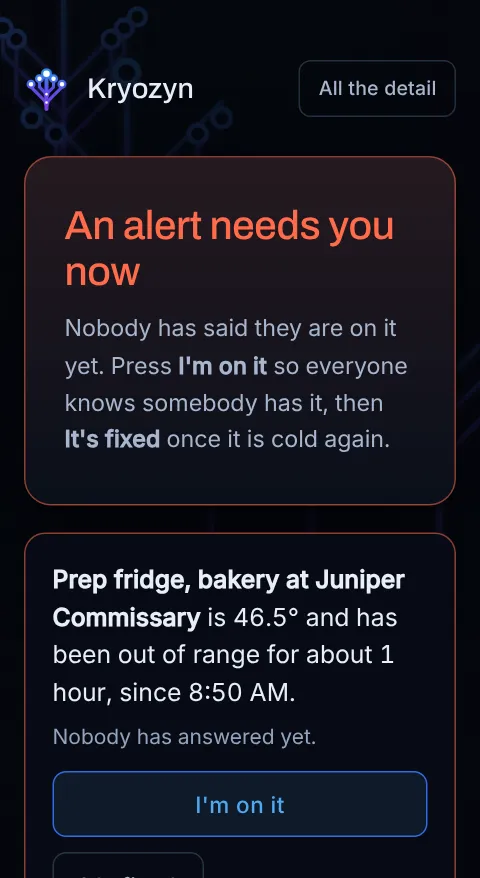 Kryozyn
All the detail
An alert needs you
now
Nobody has said they are on it
yet. Press I'm on it so everyone
knows somebody has it, then
It's fixed once it is cold again.
Prep fridge, bakery at Juniper
Commissary is 46.5° and has
been out of range for about 1
hour, since 8:50 AM.
Nobody has answered yet.
I'm on it